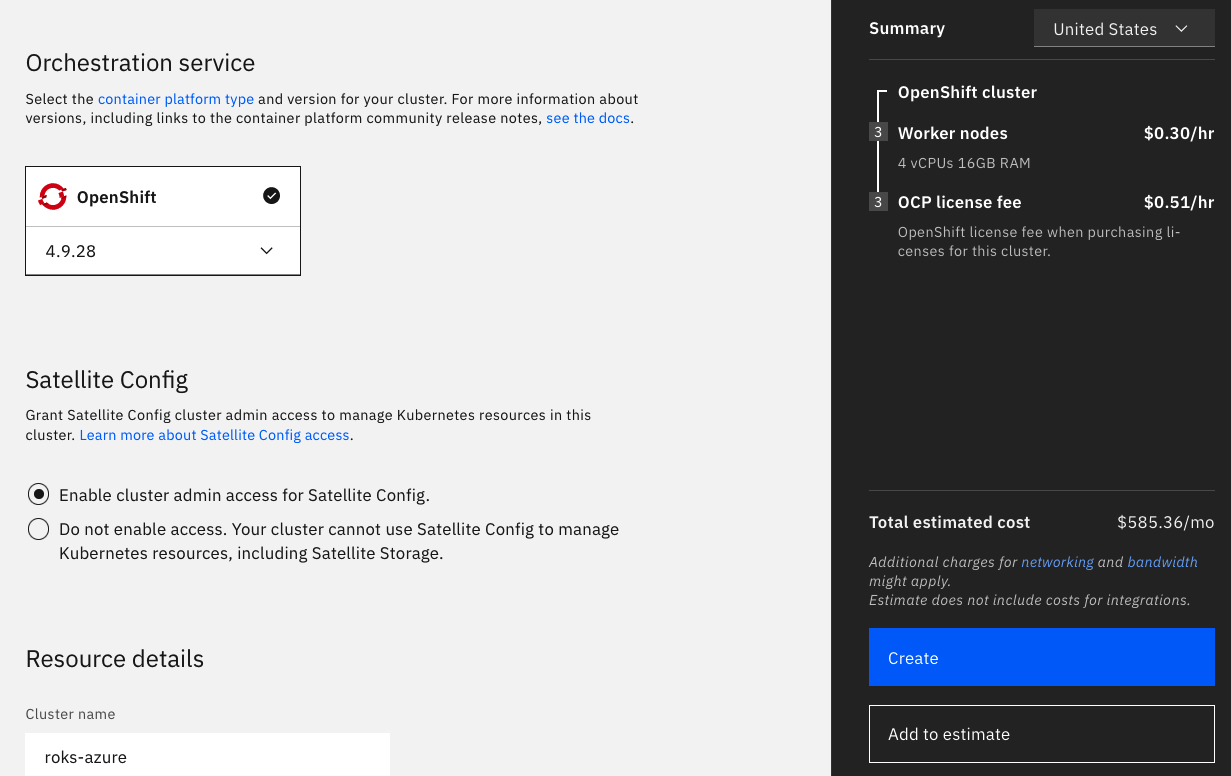 Orchestration service
Select the container platform type and version for your cluster. For more information about
versions, including links to the container platform community release notes, see the docs.
OpenShift
4.9.28
Satellite Config
Grant Satellite Config cluster admin access to manage Kubernetes resources in this
cluster. Learn more about Satellite Config access.
Enable cluster admin access for Satellite Config.
Do not enable access. Your cluster cannot use Satellite Config to manage
Kubernetes resources, including Satellite Storage.
Resource details
Cluster name
roks-azure
Summary
United States
OpenShift cluster
3 Worker nodes $0.30/hr
4 vCPUs 16GB RAM
3 OCP license fee $0.51/hr
OpenShift license fee when purchasing li-
censes for this cluster.
Total estimated cost $585.36/mo
Additional charges for networking and bandwidth
might apply.
Estimate does not include costs for integrations.
Create
Add to estimate